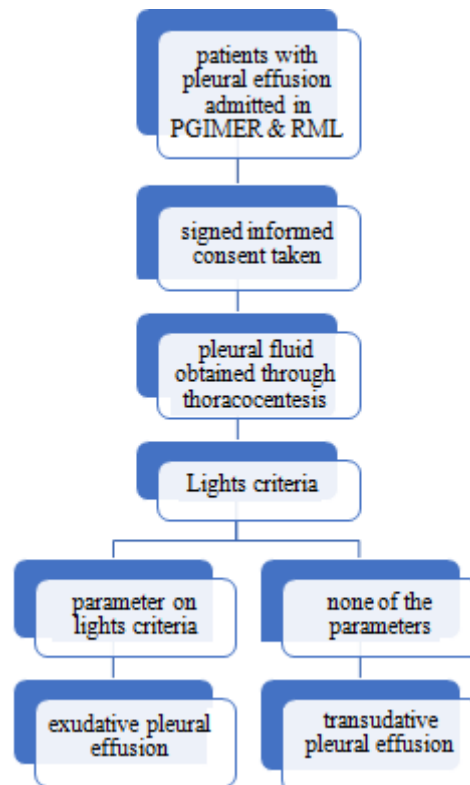 patients with
pleural effusion
admitted in
PGIMER & RML
signed informed
consent taken
pleural fluid
obtained through
thoracocentesis
Lights criteria
parameter on
lights criteria
none of the
parameters
exudative pleural
effusion
transudative
pleural effusion